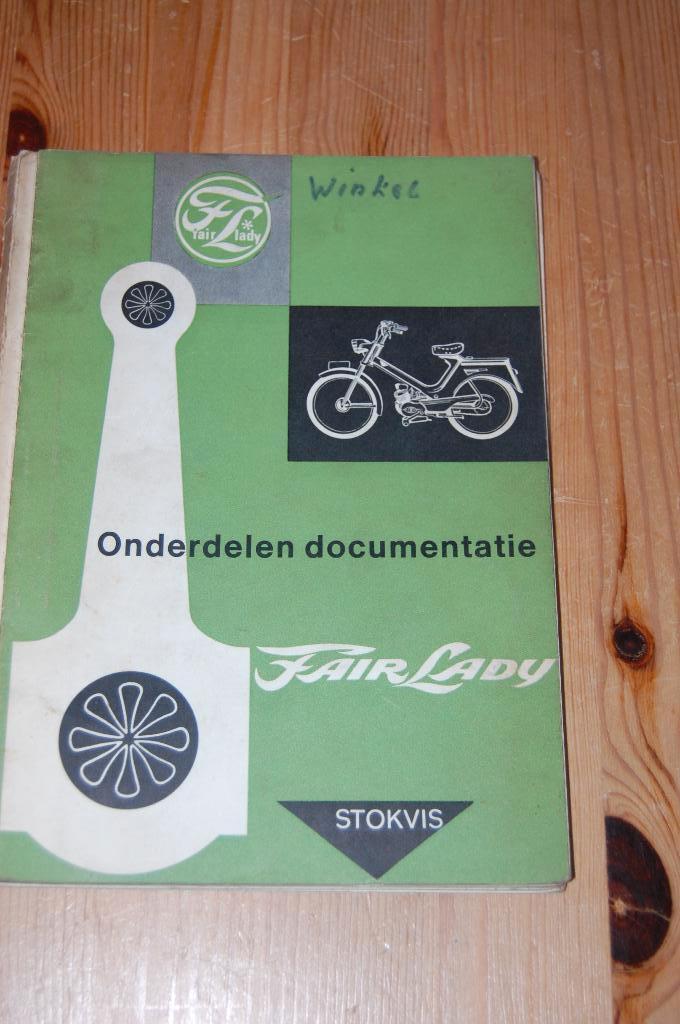 Winkel
FL
fair lady
Onderdelen documentatie
FAIR LADY
STOKVIS